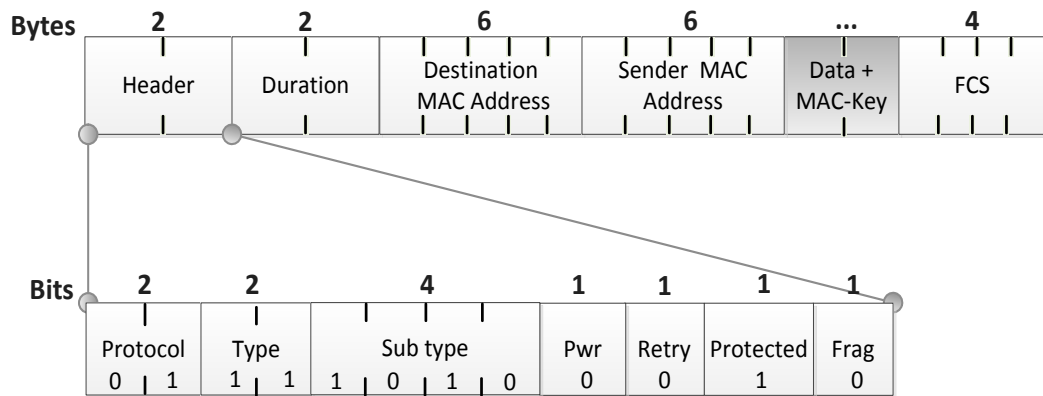 Bytes 2 2 6 6 ... 4
Header Duration Destination MAC Address Sender MAC Address Data + MAC-Key FCS
Bits 2 2 4 1 1 1 1
Protocol Type Sub type Pwr Retry Protected Frag
0 1 1 1 1 0 1 0 0 0 1 0